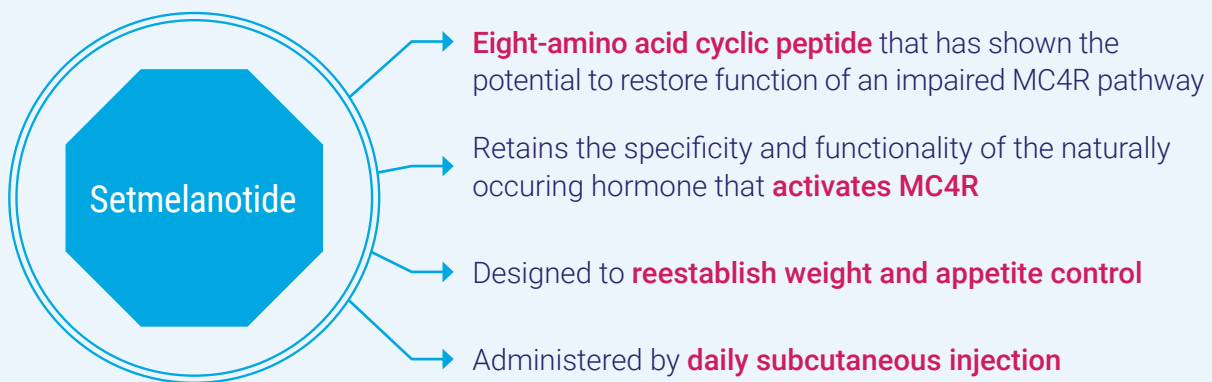 Setmelanotide
Eight-amino acid cyclic peptide that has shown the
potential to restore function of an impaired MC4R pathway
Retains the specificity and functionality of the naturally
occuring hormone that activates MC4R
Designed to reestablish weight and appetite control
Administered by daily subcutaneous injection